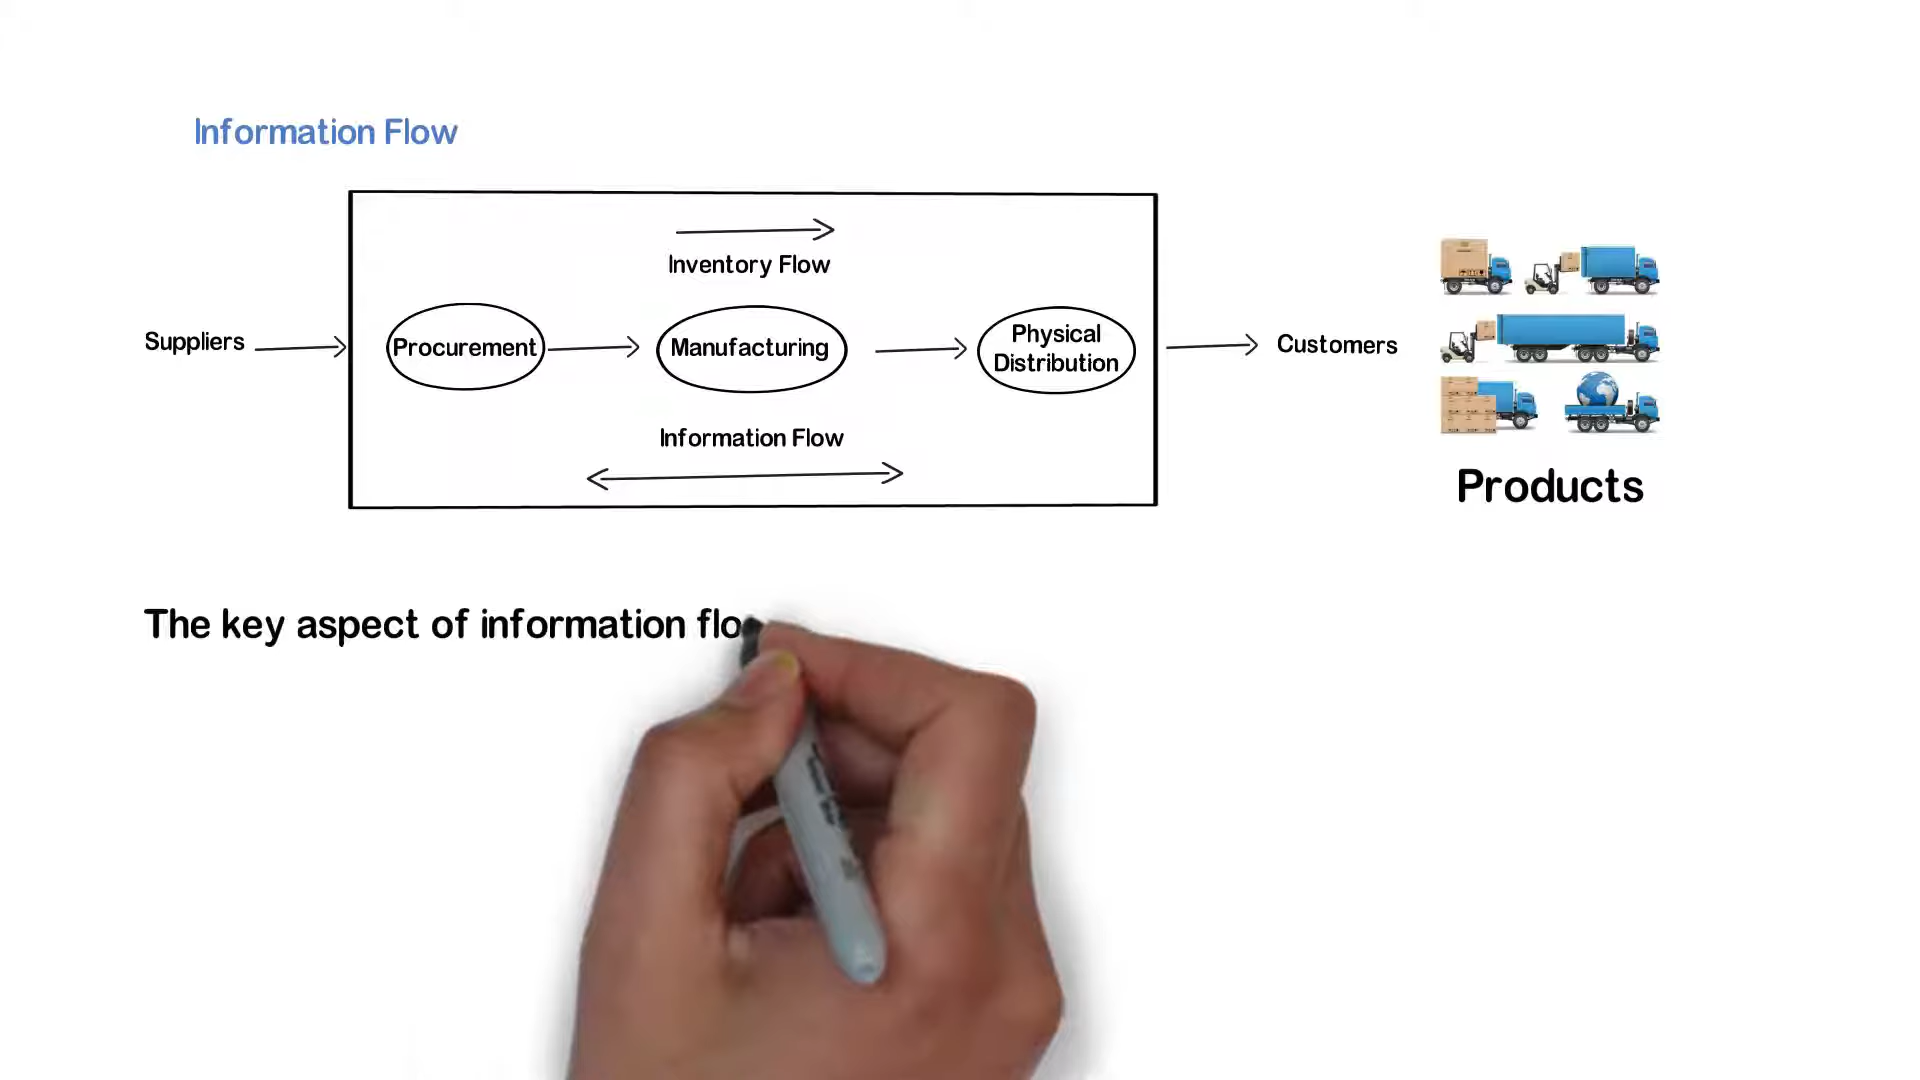 Information Flow
Inventory Flow
Suppliers
Procurement
Manufacturing
Physical
Distribution
Customers
Information Flow
Products
The key aspect of information flo